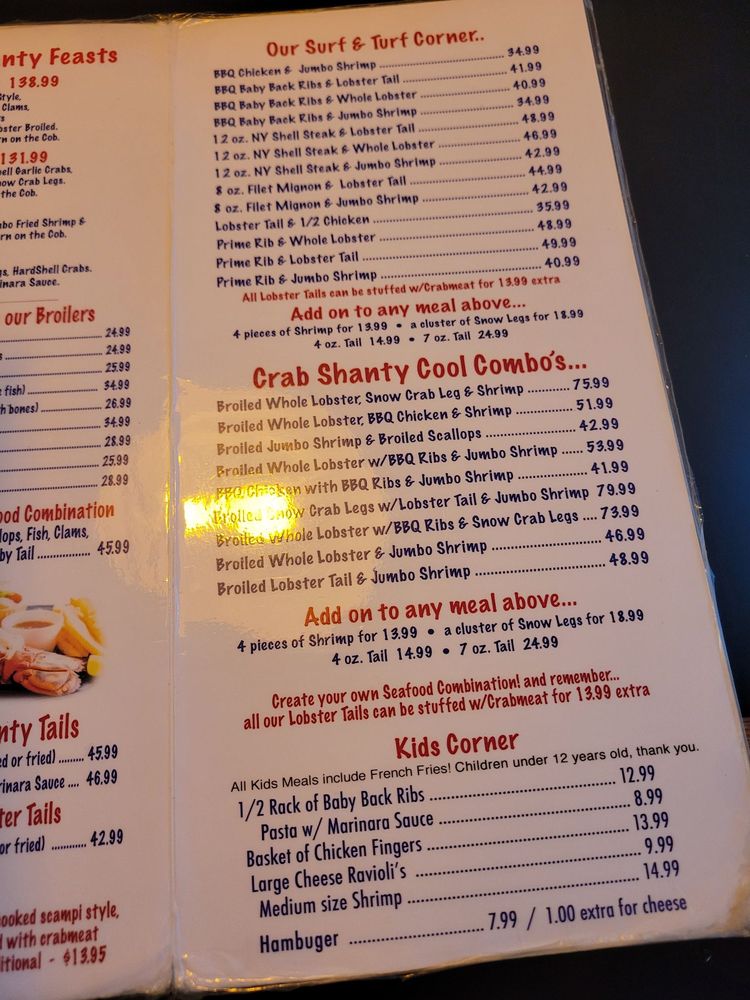 nty Feasts
138.99
Style,
Clams,
bster Broiled.
rn on the Cob.
131.99
ell Garlic Crabs,
now Crab Legs.
the Cob.
bo Fried Shrimp &
rn on the Cob.
s, HardShell Crabs.
inara Sauce.
our Broilers
24.99
24.99
25.99
fish) 34.99
h bones) 26.99
34.99
28.99
25.99
28.99
ood Combination
lops, Fish, Clams,
by Tail ................ 45.99
nty Tails
ed or fried) ......... 45.99
rinara Sauce .... 46.99
ter Tails
or fried) ............ 42.99
ooked scampi style,
d with crabmeat
itional - $13.95
Our Surf & Turf Corner..
BBQ Chicken & Jumbo Shrimp 34.99
BBQ Baby Back Ribs & Lobster Tail 41.99
BBQ Baby Back Ribs & Whole Lobster 40.99
BBQ Baby Back Ribs & Jumbo Shrimp 34.99
12 oz. NY Shell Steak & Lobster Tail 48.99
12 oz. NY Shell Steak & Whole Lobster 46.99
12 oz. NY Shell Steak & Jumbo Shrimp 42.99
8 oz. Filet Mignon & Lobster Tail 44.99
8 oz. Filet Mignon & Jumbo Shrimp 42.99
Lobster Tail & 1/2 Chicken 35.99
Prime Rib & Whole Lobster 48.99
Prime Rib & Lobster Tail 49.99
Prime Rib & Jumbo Shrimp 40.99
All Lobster Tails can be stuffed w/Crabmeat for 13.99 extra
Add on to any meal above...
4 pieces of Shrimp for 13.99 • a cluster of Snow Legs for 18.99
4 oz. Tail 14.99 • 7 oz. Tail 24.99
Crab Shanty Cool Combo's...
Broiled Whole Lobster, Snow Crab Leg & Shrimp ........... 75.99
Broiled Whole Lobster, BBQ Chicken & Shrimp 51.99
Broiled Jumbo Shrimp & Broiled Scallops 42.99
Broiled Whole Lobster w/BBQ Ribs & Jumbo Shrimp ...... 53.99
BBQ Chicken with BBQ Ribs & Jumbo Shrimp 41.99
Broiled Snow Crab Legs w/Lobster Tail & Jumbo Shrimp 79.99
Broiled Whole Lobster w/BBQ Ribs & Snow Crab Legs .... 73.99
Broiled Whole Lobster & Jumbo Shrimp 46.99
Broiled Lobster Tail & Jumbo Shrimp 48.99
Add on to any meal above...
4 pieces of Shrimp for 13.99 • a cluster of Snow Legs for 18.99
4 oz. Tail 14.99 • 7 oz. Tail 24.99
Create your own Seafood Combination! and remember...
all our Lobster Tails can be stuffed w/Crabmeat for 13.99 extra
Kids Corner
All Kids Meals include French Fries! Children under 12 years old, thank you.
1/2 Rack of Baby Back Ribs 12.99
Pasta w/ Marinara Sauce 8.99
Basket of Chicken Fingers 13.99
Large Cheese Ravioli's 9.99
Medium size Shrimp 14.99
Hambuger 7.99 / 1.00 extra for cheese